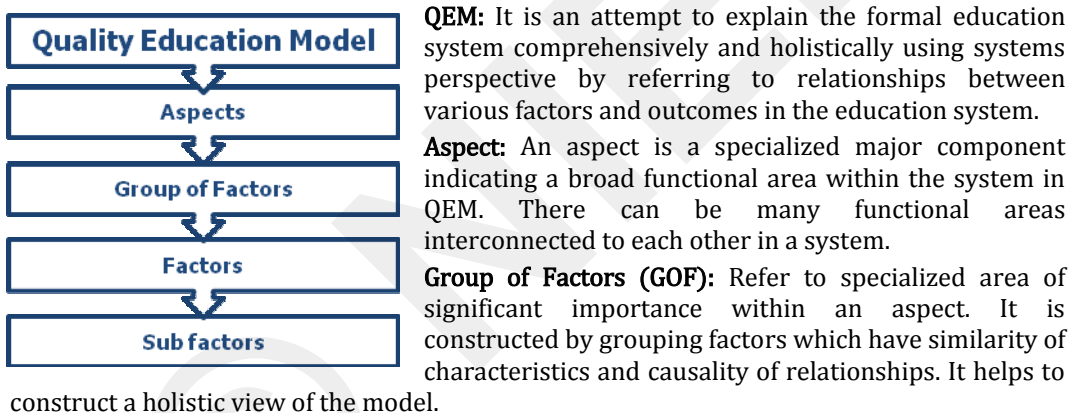 Quality Education Model
Aspects
Group of Factors
Factors
Sub factors
QEM: It is an attempt to explain the formal education
system comprehensively and holistically using systems
perspective by referring to relationships between
various factors and outcomes in the education system.
Aspect: An aspect is a specialized major component
indicating a broad functional area within the system in
QEM. There can be many functional areas
interconnected to each other in a system.
Group of Factors (GOF): Refer to specialized area of
significant importance within an aspect. It is
constructed by grouping factors which have similarity of
characteristics and causality of relationships. It helps to
construct a holistic view of the model.